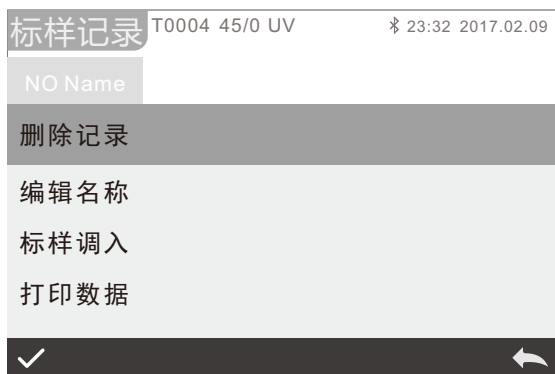 标样记录 T0004 45/0 UV 23:32 2017.02.09
NO Name
删除记录
编辑名称
标样调入
打印数据